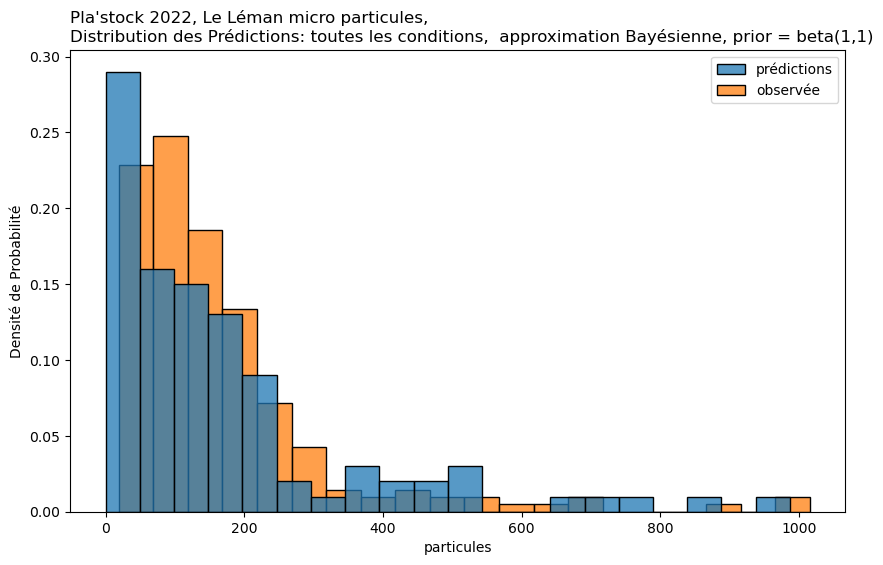 Pla'stock 2022, Le Léman micro particules,
Distribution des Prédictions: toutes les conditions,  approximation Bayésienne, prior = beta(1,1)
prédictions
observée
Densité de Probabilité
0.30
0.25
0.20
0.15
0.10
0.05
0.00
0 200 400 600 800 1000
particules